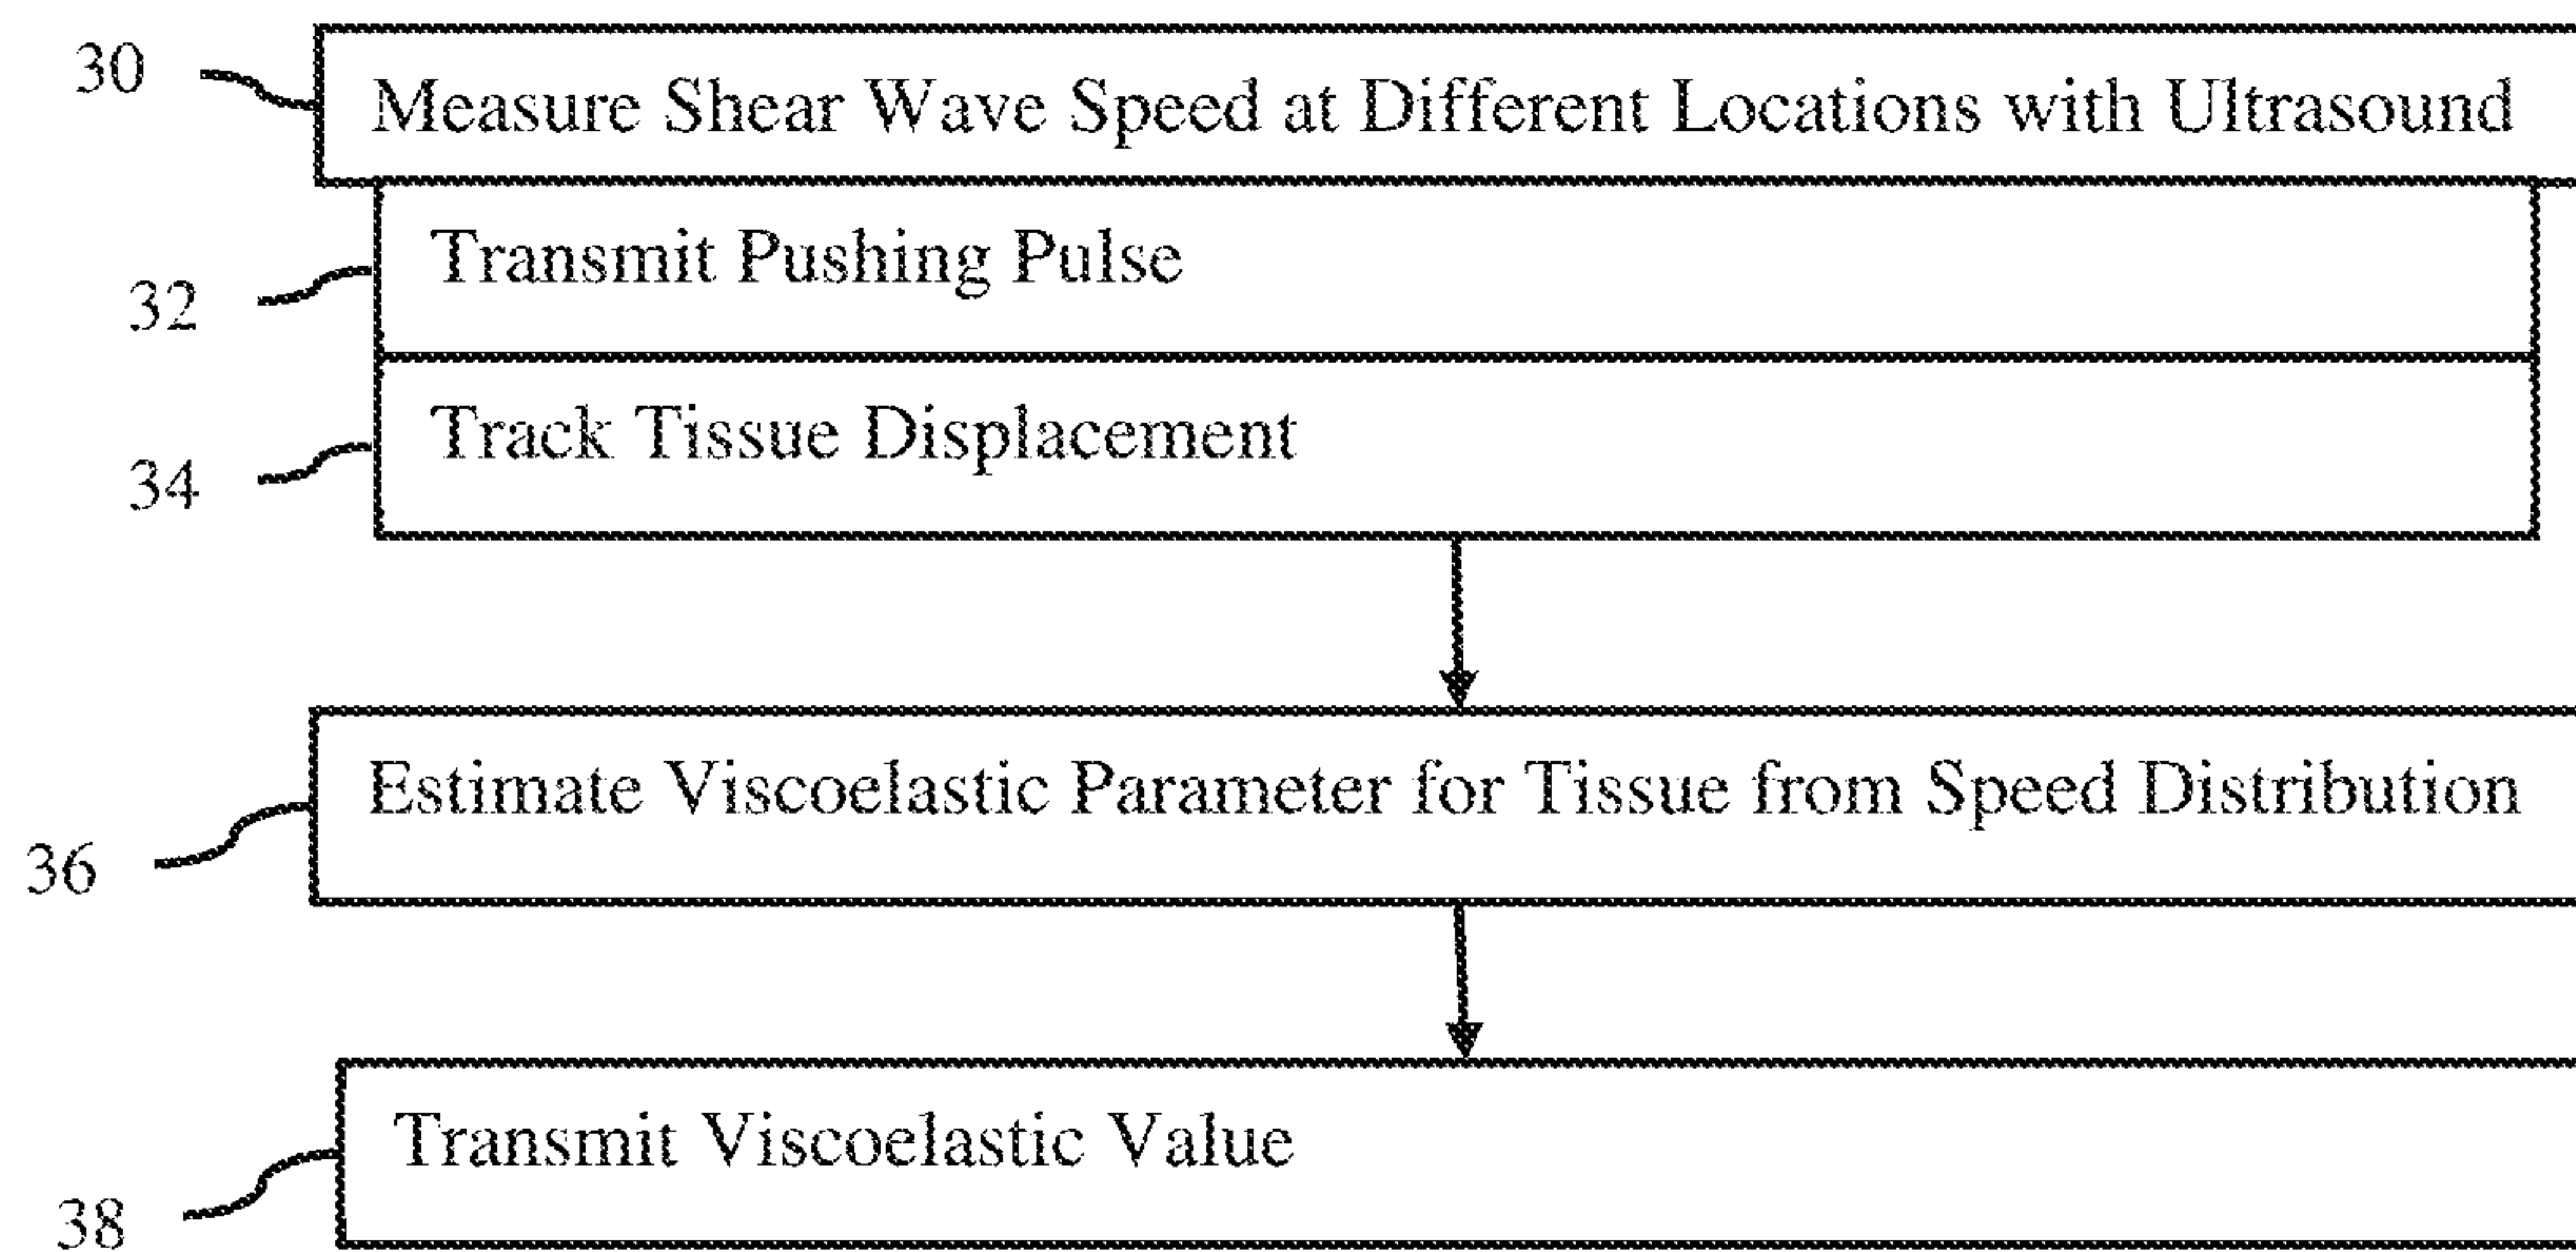 30
Measure Shear Wave Speed at Different Locations with Ultrasound
Transmit Pushing Pulse
32
Track Tissue Displacement
34
Estimate Viscoelastic Parameter for Tissue from Speed Distribution
36
Transmit Viscoelastic Value
38